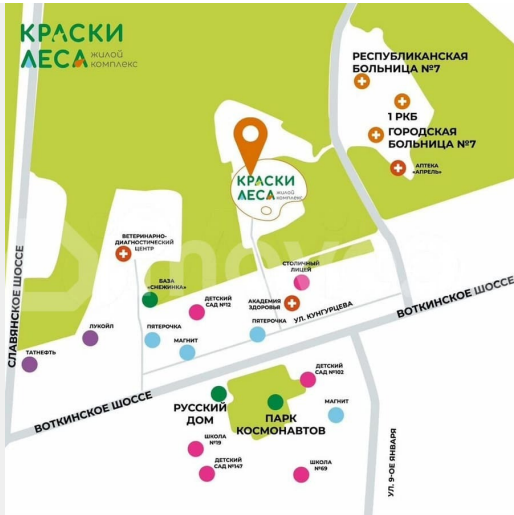 КРАСКИ
ЛЕСА жилой
комплекс
РЕСПУБЛИКАНСКАЯ
БОЛЬНИЦА №7
1 РКБ
ГОРОДСКАЯ
БОЛЬНИЦА №7
АПТЕКА
«АПРЕЛЬ»
КРАСКИ
ЛЕСА жилой
комплекс
ВЕТЕРИНАРНО-
ДИАГНОСТИЧЕСКИЙ
ЦЕНТР
СТОЛИЧНЫЙ
ЛИЦЕЙ
БАЗА
«СНЕЖИНКА»
ДЕТСКИЙ
САД №12
АКАДЕМИЯ
ЗДОРОВЬЯ
УЛ. КУНГУРЦЕВА
ВОТКИНСКОЕ ШОССЕ
СЛАВЯНСКОЕ ШОССЕ
ЛУКОЙЛ
ТАТНЕФТЬ
ПЯТЕРОЧКА
МАГНИТ
ПЯТЕРОЧКА
ВОТКИНСКОЕ ШОССЕ
ДЕТСКИЙ
САД №102
РУССКИЙ
ДОМ
ПАРК
КОСМОНАВТОВ
МАГНИТ
ШКОЛА
№19
ДЕТСКИЙ
САД №147
ШКОЛА
№69
УЛ. 9-ОЕ ЯНВАРЯ